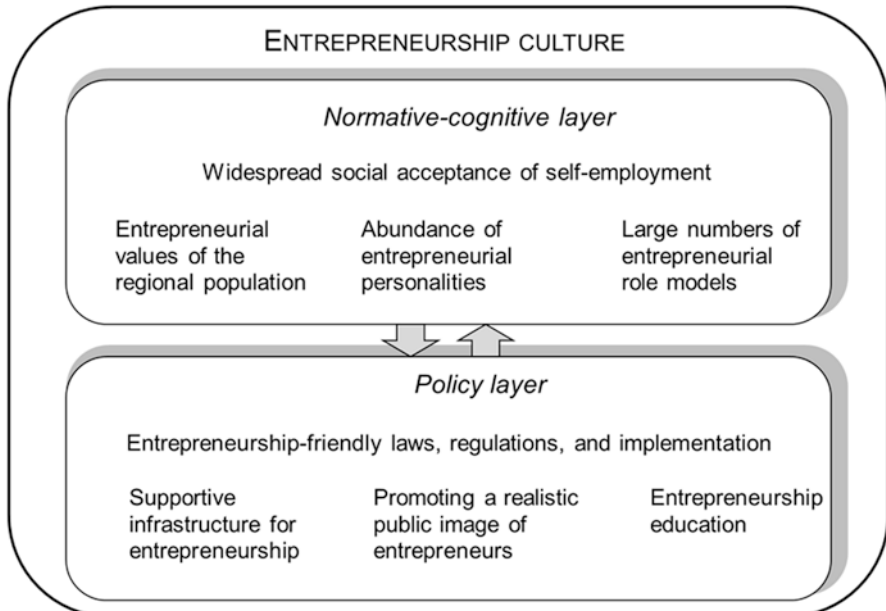 ENTREPRENEURSHIP CULTURE
Normative-cognitive layer
Widespread social acceptance of self-employment
Entrepreneurial
values of the
regional population
Abundance of
entrepreneurial
personalities
Large numbers of
entrepreneurial
role models
Policy layer
Entrepreneurship-friendly laws, regulations, and implementation
Supportive
infrastructure for
entrepreneurship
Promoting a realistic
public image of
entrepreneurs
Entrepreneurship
education